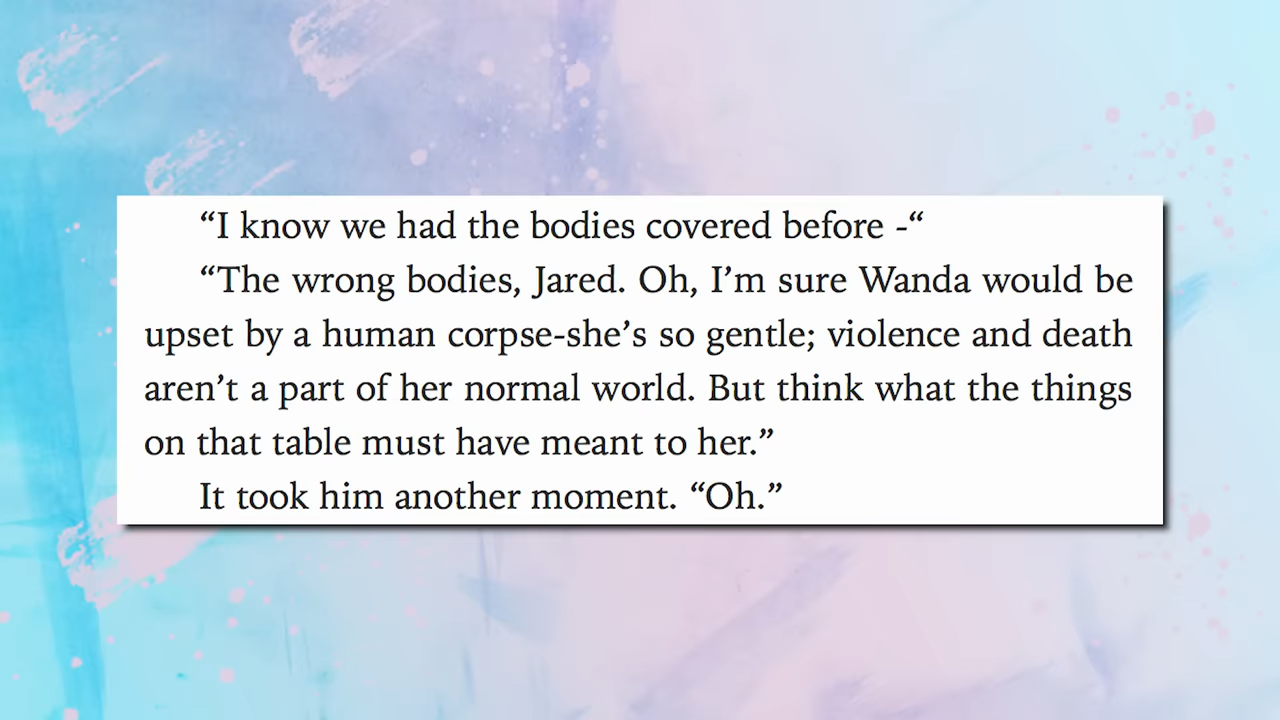 “I know we had the bodies covered before -“
“The wrong bodies, Jared. Oh, I’m sure Wanda would be
upset by a human corpse-she’s so gentle; violence and death
aren’t a part of her normal world. But think what the things
on that table must have meant to her.”
It took him another moment. “Oh.”